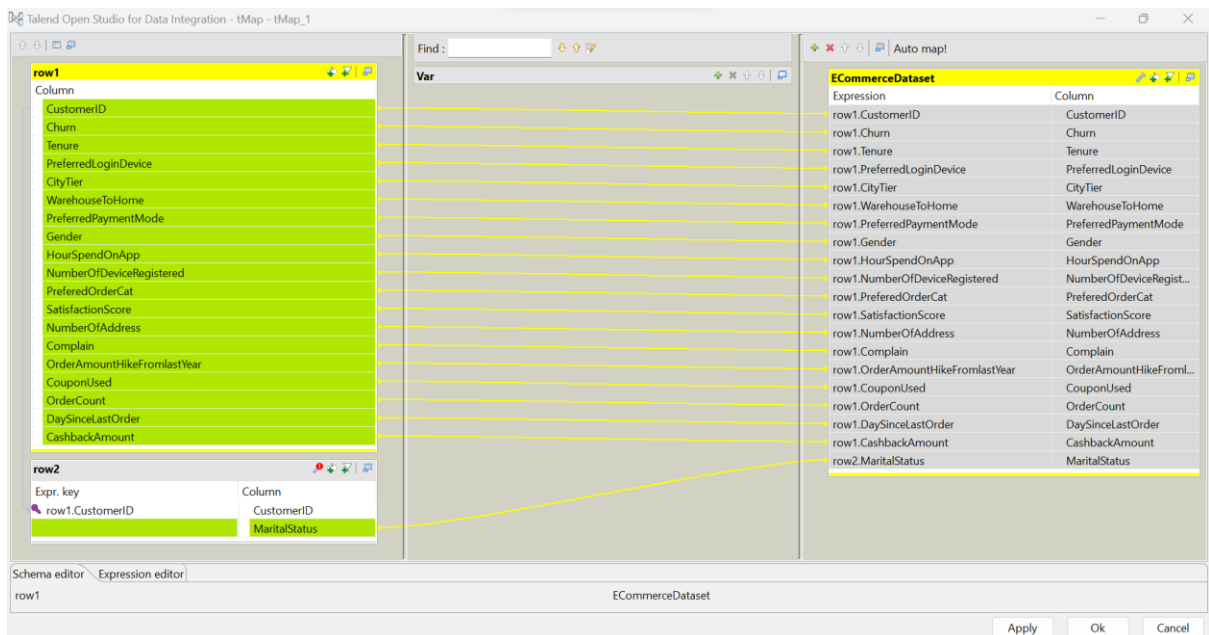 Talend Open Studio for Data Integration - tMap - tMap_1
Find :
Auto map!
row1
Column
CustomerID
Churn
Tenure
PreferredLoginDevice
CityTier
WarehouseToHome
PreferredPaymentMode
Gender
HourSpendOnApp
NumberOfDeviceRegistered
PreferedOrderCat
SatisfactionScore
NumberOfAddress
Complain
OrderAmountHikeFromlastYear
CouponUsed
OrderCount
DaySinceLastOrder
CashbackAmount
row2
Expr. key Column
row1.CustomerID CustomerID
MaritalStatus
Var
ECommerceDataset
Expression Column
row1.CustomerID CustomerID
row1.Churn Churn
row1.Tenure Tenure
row1.PreferredLoginDevice PreferredLoginDevice
row1.CityTier CityTier
row1.WarehouseToHome WarehouseToHome
row1.PreferredPaymentMode PreferredPaymentMode
row1.Gender Gender
row1.HourSpendOnApp HourSpendOnApp
row1.NumberOfDeviceRegistered NumberOfDeviceRegist...
row1.PreferedOrderCat PreferedOrderCat
row1.SatisfactionScore SatisfactionScore
row1.NumberOfAddress NumberOfAddress
row1.Complain Complain
row1.OrderAmountHikeFromlastYear OrderAmountHikeFroml...
row1.CouponUsed CouponUsed
row1.OrderCount OrderCount
row1.DaySinceLastOrder DaySinceLastOrder
row1.CashbackAmount CashbackAmount
row2.MaritalStatus MaritalStatus
Schema editor Expression editor
row1 ECommerceDataset
Apply Ok Cancel